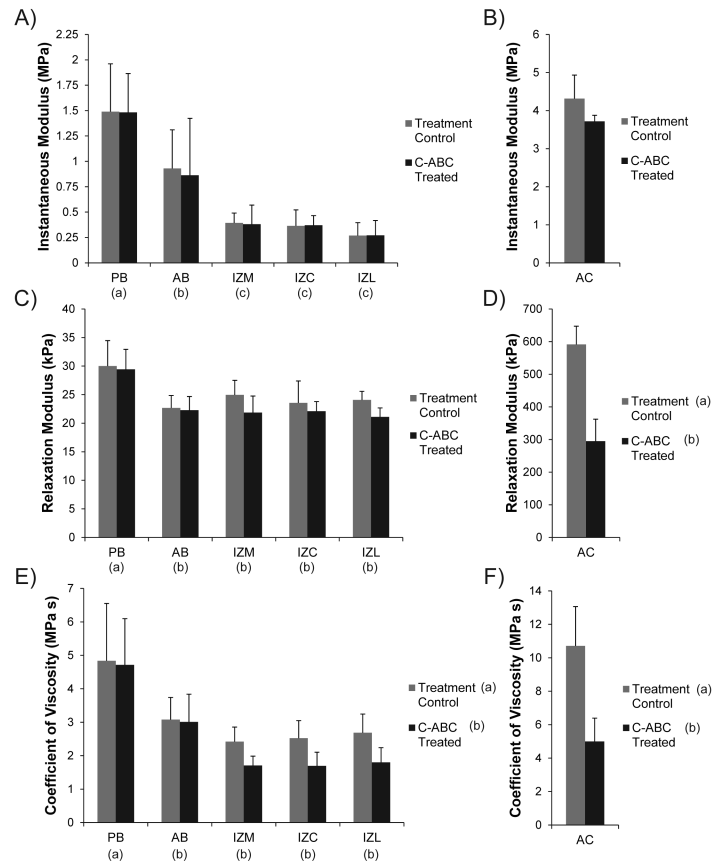 A)
Instantaneous Modulus (MPa)
2.25
2
1.75
1.5
1.25
1
0.75
0.5
0.25
0
PB
AB
IZM
IZC
IZL
(a)
(b)
(c)
(c)
(c)
Treatment
Control
C-ABC
Treated
B)
Instantaneous Modulus (MPa)
6
5
4
3
2
1
0
AC
Treatment
Control
C-ABC
Treated
C)
Relaxation Modulus (kPa)
40
35
30
25
20
15
10
5
0
PB
AB
IZM
IZC
IZL
(a)
(b)
(b)
(b)
(b)
Treatment
Control
C-ABC
Treated
D)
Relaxation Modulus (kPa)
700
600
500
400
300
200
100
0
AC
Treatment (a)
Control
C-ABC (b)
Treated
E)
Coefficient of Viscosity (MPa s)
7
6
5
4
3
2
1
0
PB
AB
IZM
IZC
IZL
(a)
(b)
(b)
(b)
(b)
Treatment (a)
Control
C-ABC (b)
Treated
F)
Coefficient of Viscosity (MPa s)
14
12
10
8
6
4
2
0
AC
Treatment (a)
Control
C-ABC (b)
Treated